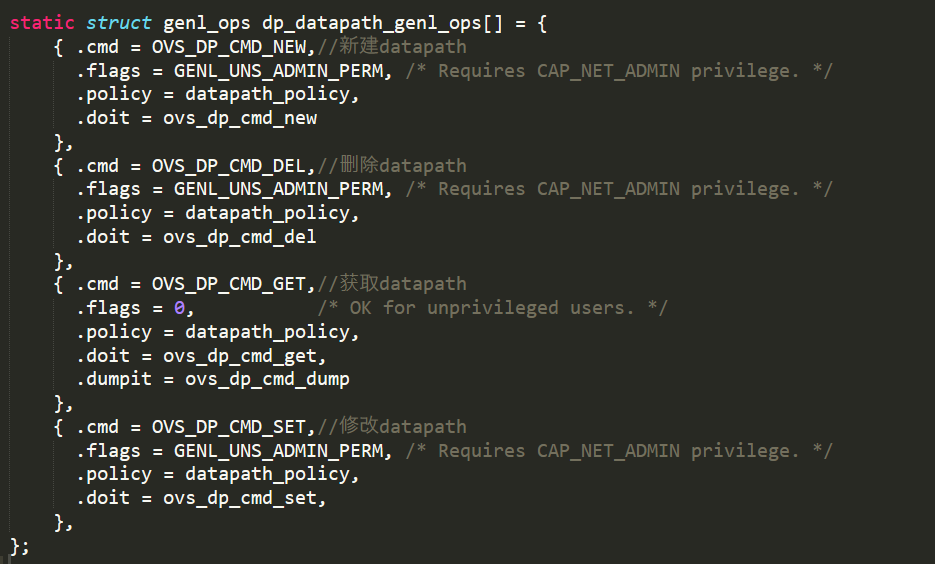 static struct genl_ops dp_datapath_genl_ops[] = {
    { .cmd = OVS_DP_CMD_NEW,//新建datapath
      .flags = GENL_UNS_ADMIN_PERM, /* Requires CAP_NET_ADMIN privilege. */
      .policy = datapath_policy,
      .doit = ovs_dp_cmd_new
    },
    { .cmd = OVS_DP_CMD_DEL,//删除datapath
      .flags = GENL_UNS_ADMIN_PERM, /* Requires CAP_NET_ADMIN privilege. */
      .policy = datapath_policy,
      .doit = ovs_dp_cmd_del
    },
    { .cmd = OVS_DP_CMD_GET,//获取datapath
      .flags = 0,           /* OK for unprivileged users. */
      .policy = datapath_policy,
      .doit = ovs_dp_cmd_get,
      .dumpit = ovs_dp_cmd_dump
    },
    { .cmd = OVS_DP_CMD_SET,//修改datapath
      .flags = GENL_UNS_ADMIN_PERM, /* Requires CAP_NET_ADMIN privilege. */
      .policy = datapath_policy,
      .doit = ovs_dp_cmd_set,
    },
};